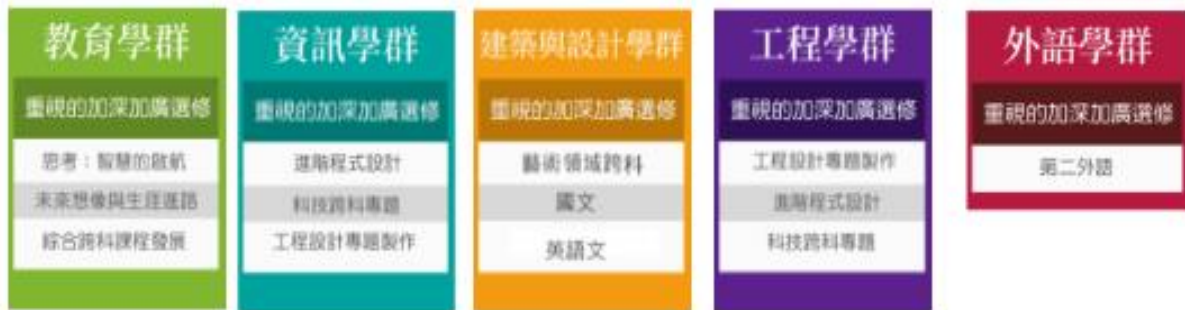 教育學群
重視的加深加廣選修
思考：智慧的啟航
未來想像與生涯進路
綜合跨科課程發展
資訊學群
重視的加深加廣選修
進階程式設計
科技跨科專題
工程設計專題製作
建築與設計學群
重視的加深加廣選修
藝術領域跨科
國文
英語文
工程學群
重視的加深加廣選修
工程設計專題製作
進階程式設計
科技跨科專題
外語學群
重視的加深加廣選修
第二外語